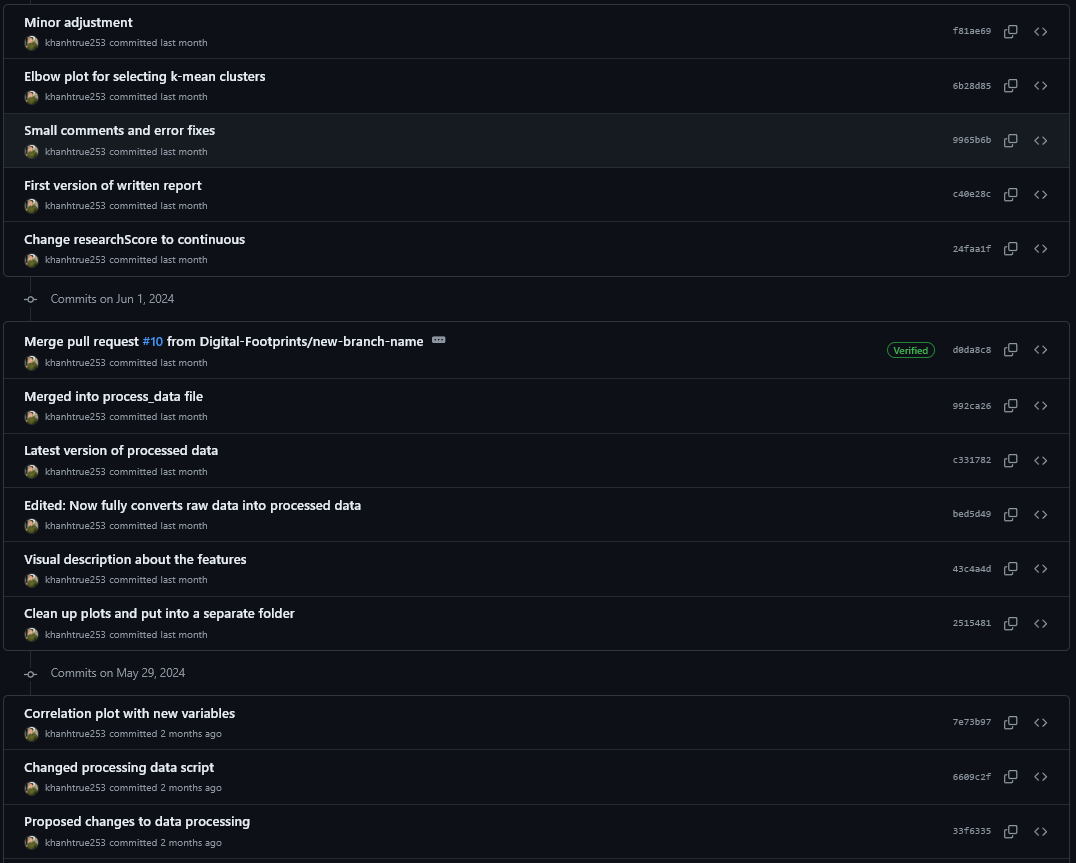 Minor adjustment
khanhtrue253 committed last month
f81ae69
Elbow plot for selecting k-mean clusters
khanhtrue253 committed last month
6b28d85
Small comments and error fixes
khanhtrue253 committed last month
9965b6b
First version of written report
khanhtrue253 committed last month
c40e28c
Change researchScore to continuous
khanhtrue253 committed last month
24faa1f
Commits on Jun 1, 2024
Merge pull request #10 from Digital-Footprints/new-branch-name
khanhtrue253 committed last month
Verified d0da8c8
Merged into process_data file
khanhtrue253 committed last month
992ca26
Latest version of processed data
khanhtrue253 committed last month
c331782
Edited: Now fully converts raw data into processed data
khanhtrue253 committed last month
bed5d49
Visual description about the features
khanhtrue253 committed last month
43c4a4d
Clean up plots and put into a separate folder
khanhtrue253 committed last month
2515481
Commits on May 29, 2024
Correlation plot with new variables
khanhtrue253 committed 2 months ago
7e73b97
Changed processing data script
khanhtrue253 committed 2 months ago
6609c2f
Proposed changes to data processing
khanhtrue253 committed 2 months ago
33f6335